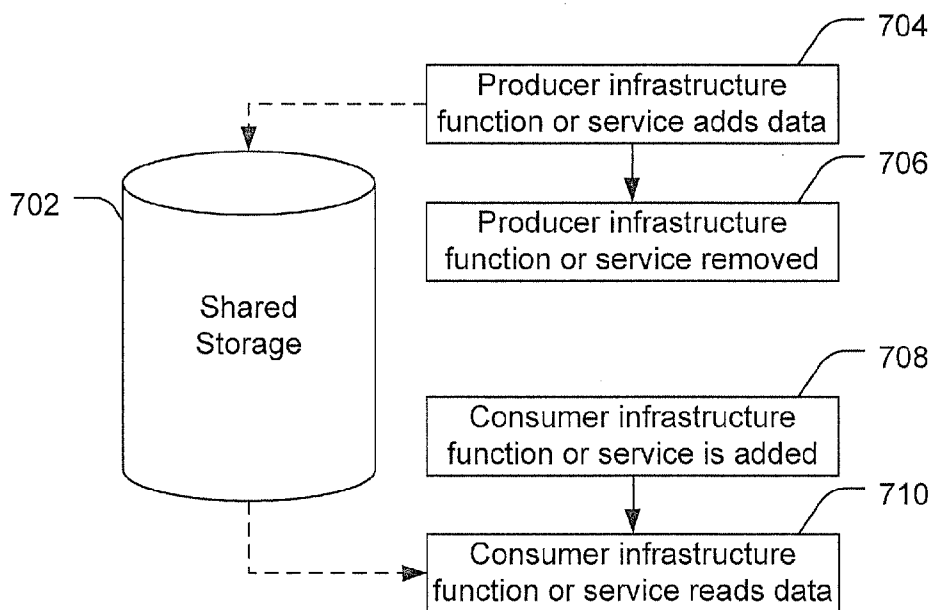 704
Producer infrastructure
function or service adds data
706
702
Producer infrastructure
function or service removed
Shared
Storage
708
Consumer infrastructure
function or service is added
710
Consumer infrastructure
function or service reads data